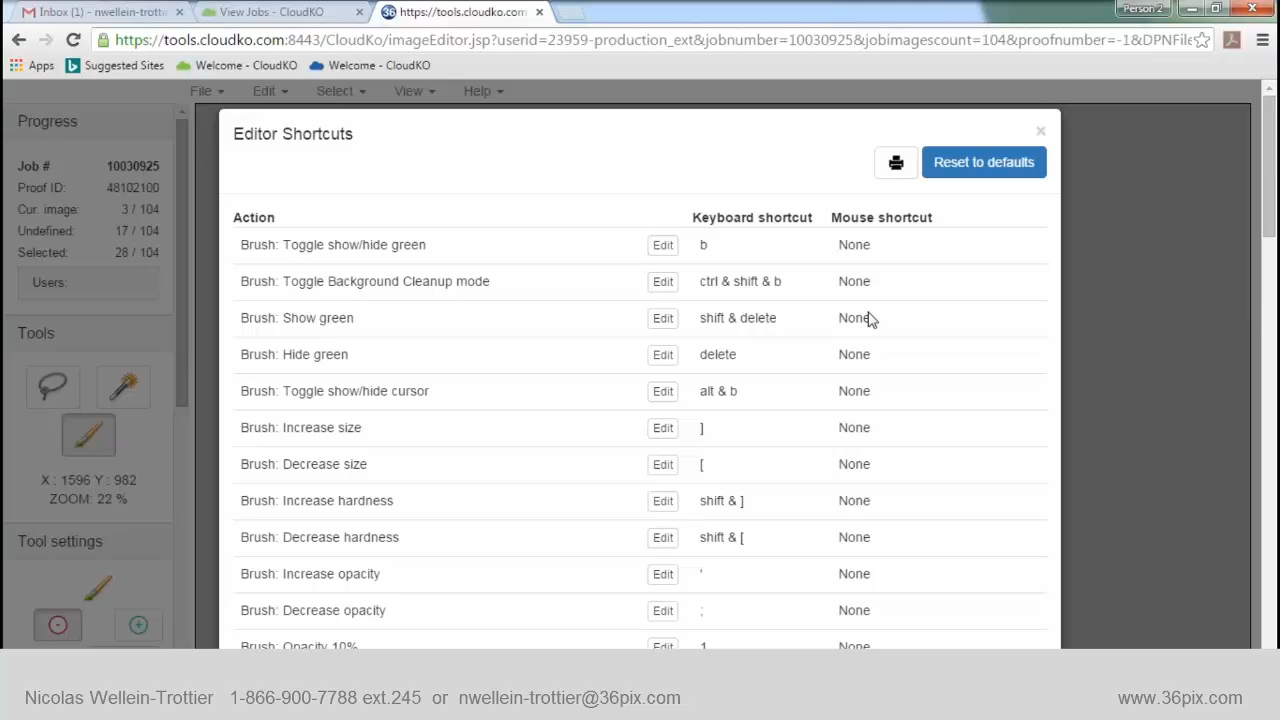 Inbox (1) - nwellein-trotti
View Jobs - CloudKO
36 https://tools.cloudko.com
Person 2
https://tools.cloudko.com:8443/CloudKo/imageEditor.jsp?userid=23959-production_ext&jobnumber=10030925&jobimagescount=104&proofnumber=-1&DPNFile
Apps Suggested Sites Welcome - CloudKO Welcome - CloudKO
File Edit Select View Help
Progress
Job # 10030925
Proof ID: 48102100
Cur. image: 3 / 104
Undefined: 17 / 104
Selected: 28 / 104
Users:
Tools
X : 1596 Y : 982
ZOOM: 22 %
Tool settings
Editor Shortcuts ×
Reset to defaults
Action Keyboard shortcut Mouse shortcut
Brush: Toggle show/hide green Edit b None
Brush: Toggle Background Cleanup mode Edit ctrl & shift & b None
Brush: Show green Edit shift & delete None
Brush: Hide green Edit delete None
Brush: Toggle show/hide cursor Edit alt & b None
Brush: Increase size Edit ] None
Brush: Decrease size Edit [ None
Brush: Increase hardness Edit shift & ] None
Brush: Decrease hardness Edit shift & [ None
Brush: Increase opacity Edit ' None
Brush: Decrease opacity Edit ; None
Brush: Opacity 10% Edit 1 None
Nicolas Wellein-Trottier 1-866-900-7788 ext.245 or nwellein-trottier@36pix.com www.36pix.com